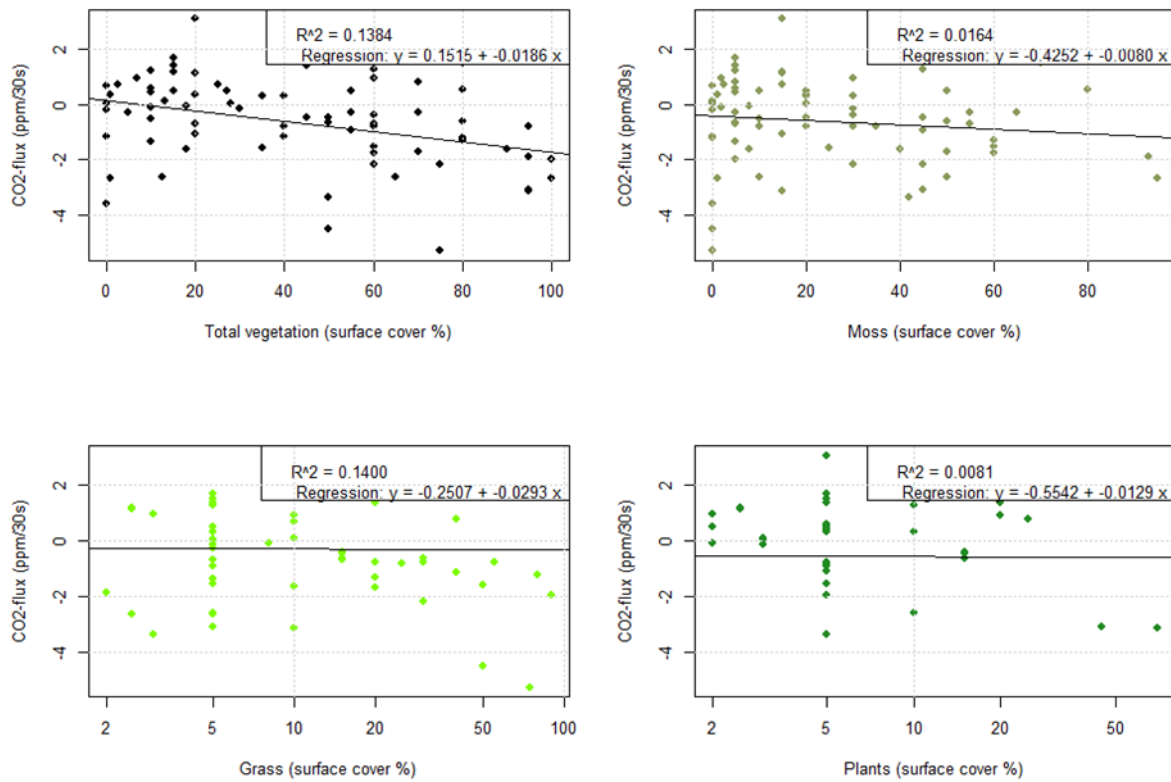 R^2 = 0.1384
Regression: y = 0.1515 + -0.0186 x
CO2-flux (ppm/30s)
2
0
-2
-4
0 20 40 60 80 100
Total vegetation (surface cover %)
R^2 = 0.0164
Regression: y = -0.4252 + -0.0080 x
CO2-flux (ppm/30s)
2
0
-2
-4
0 20 40 60 80
Moss (surface cover %)
R^2 = 0.1400
Regression: y = -0.2507 + -0.0293 x
CO2-flux (ppm/30s)
2
0
-2
-4
2 5 10 20 50 100
Grass (surface cover %)
R^2 = 0.0081
Regression: y = -0.5542 + -0.0129 x
CO2-flux (ppm/30s)
2
0
-2
-4
2 5 10 20 50
Plants (surface cover %)